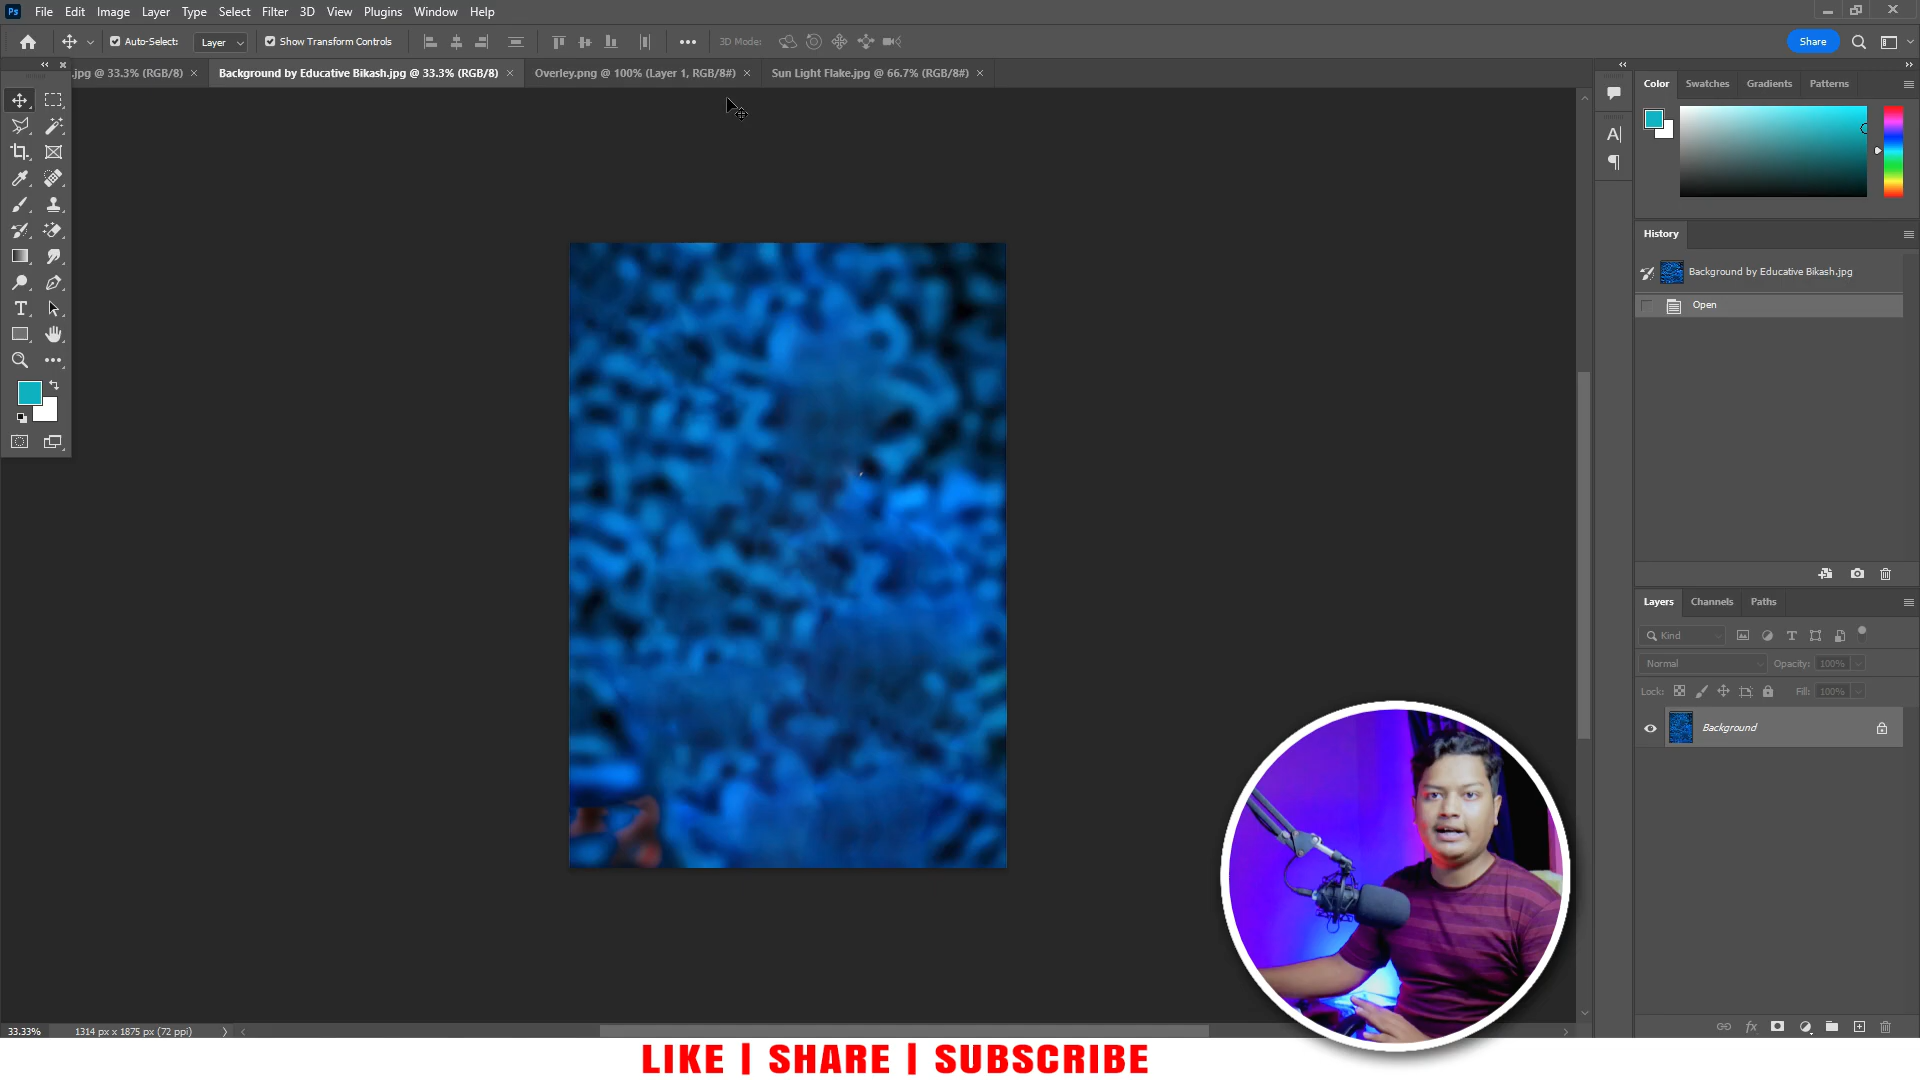 Ps File Edit Image Layer Type Select Filter 3D View Plugins Window Help
Auto-Select: Layer Show Transform Controls 3D Mode: Share
.jpg @ 33.3% (RGB/8) Background by Educative Bikash.jpg @ 33.3% (RGB/8) Overley.png @ 100% (Layer 1, RGB/8#) Sun Light Flake.jpg @ 66.7% (RGB/8#)
Color Swatches Gradients Patterns
History
Background by Educative Bikash.jpg
Open
Layers Channels Paths
Kind
Normal Opacity: 100%
Lock: Fill: 100%
Background
33.33% 1314 px x 1875 px (72 ppi)
LIKE | SHARE | SUBSCRIBE